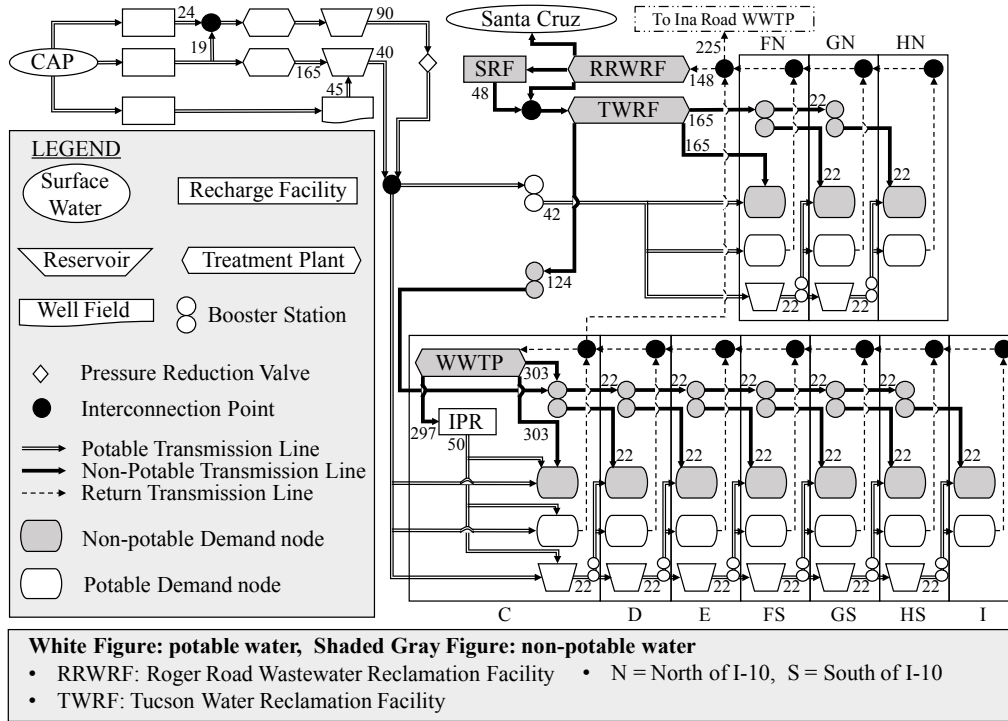 24
90
Santa Cruz
To Ina Road WWTP
FN
GN
HN
19
40
225
CAP
SRF
RRWRF
148
165
45
48
TWRF
165
22
165
LEGEND
Surface
Water
Recharge Facility
42
22
22
Reservoir
Treatment Plant
Well Field
Booster Station
124
22
22
Pressure Reduction Valve
Interconnection Point
WWTP
303
22
22
22
22
22
297
IPR
50
303
22
22
22
22
22
22
Potable Transmission Line
Non-Potable Transmission Line
Return Transmission Line
Non-potable Demand node
Potable Demand node
22
22
22
22
22
22
C
D
E
FS
GS
HS
I
White Figure: potable water, Shaded Gray Figure: non-potable water
• RRWRF: Roger Road Wastewater Reclamation Facility
• N = North of I-10, S = South of I-10
• TWRF: Tucson Water Reclamation Facility